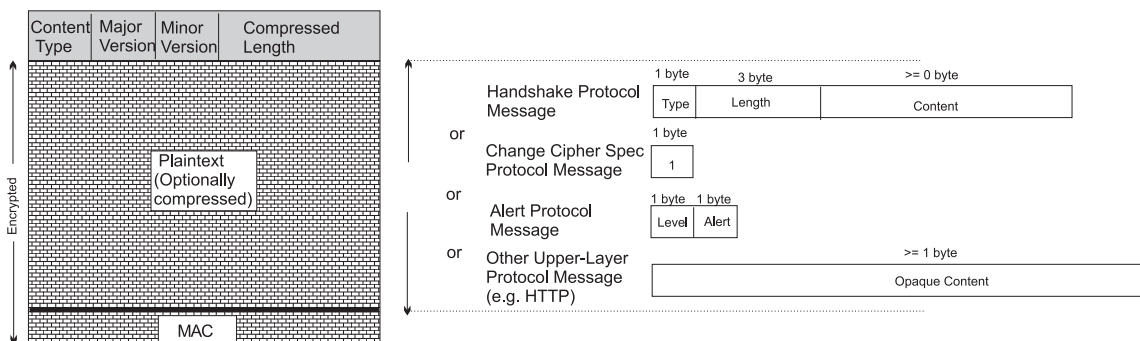 Content Type
Major Version
Minor Version
Compressed Length
Encrypted
Plaintext
(Optionally
compressed)
MAC
Handshake Protocol
Message
1 byte
3 byte
>= 0 byte
Type
Length
Content
or
Change Cipher Spec
Protocol Message
1 byte
1
or
Alert Protocol
Message
1 byte
1 byte
Level
Alert
or
Other Upper-Layer
Protocol Message
(e.g. HTTP)
>= 1 byte
Opaque Content